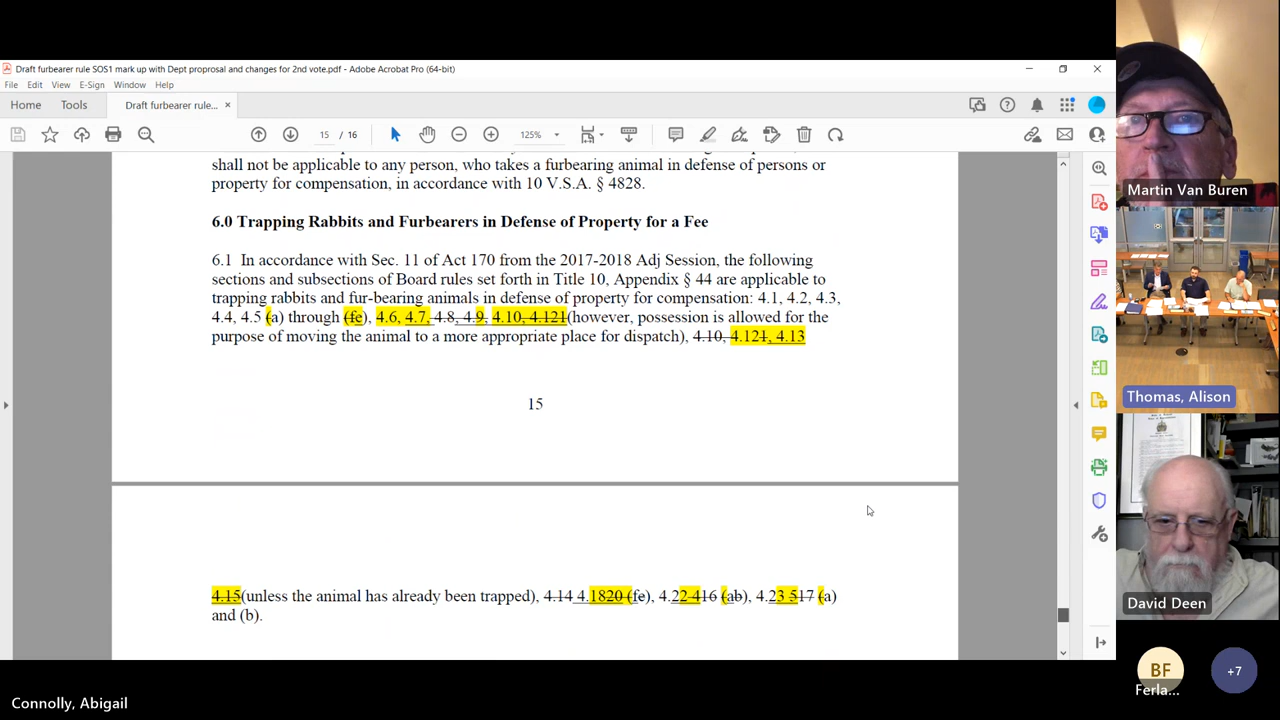 Draft furbearer rule SOS1 mark up with Dept proprosal and changes for 2nd vote.pdf - Adobe Acrobat Pro (64-bit)
File Edit View E-Sign Window Help
Home Tools Draft furbearer rule... ×
15 / 16 125%
shall not be applicable to any person, who takes a furbearing animal in defense of persons or
property for compensation, in accordance with 10 V.S.A. § 4828.
6.0 Trapping Rabbits and Furbearers in Defense of Property for a Fee
6.1 In accordance with Sec. 11 of Act 170 from the 2017-2018 Adj Session, the following
sections and subsections of Board rules set forth in Title 10, Appendix § 44 are applicable to
trapping rabbits and fur-bearing animals in defense of property for compensation: 4.1, 4.2, 4.3,
4.4, 4.5 (a) through (fe), 4.6, 4.7, 4.8, 4.9, 4.10, 4.121(however, possession is allowed for the
purpose of moving the animal to a more appropriate place for dispatch), 4.10, 4.121, 4.13
15
4.15(unless the animal has already been trapped), 4.14 4.1820 (fe), 4.22 416 (ab), 4.23 517 (a)
and (b).
Martin Van Buren
Thomas, Alison
David Deen
BF
Ferla...
+7
Connolly, Abigail